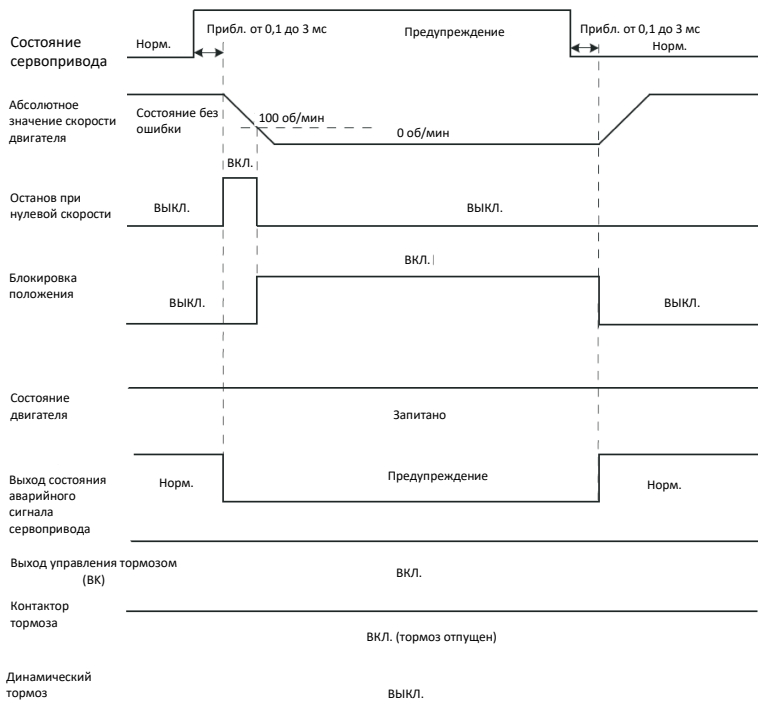 Состояние
сервопривода
Норм.
Прибл. от 0,1 до 3 мс
Предупреждение
Прибл. от 0,1 до 3 мс
Норм.
Абсолютное
значение скорости
двигателя
Состояние без
ошибки
100 об/мин
0 об/мин
Останов при
нулевой скорости
ВЫКЛ.
ВКЛ.
ВЫКЛ.
Блокировка
положения
ВЫКЛ.
ВКЛ.
ВЫКЛ.
Состояние
двигателя
Запитано
Выход состояния
аварийного
сигнала
сервопривода
Норм.
Предупреждение
Норм.
Выход управления тормозом
(BK)
ВКЛ.
Контактор
тормоза
ВКЛ. (тормоз отпущен)
Динамический
тормоз
ВЫКЛ.